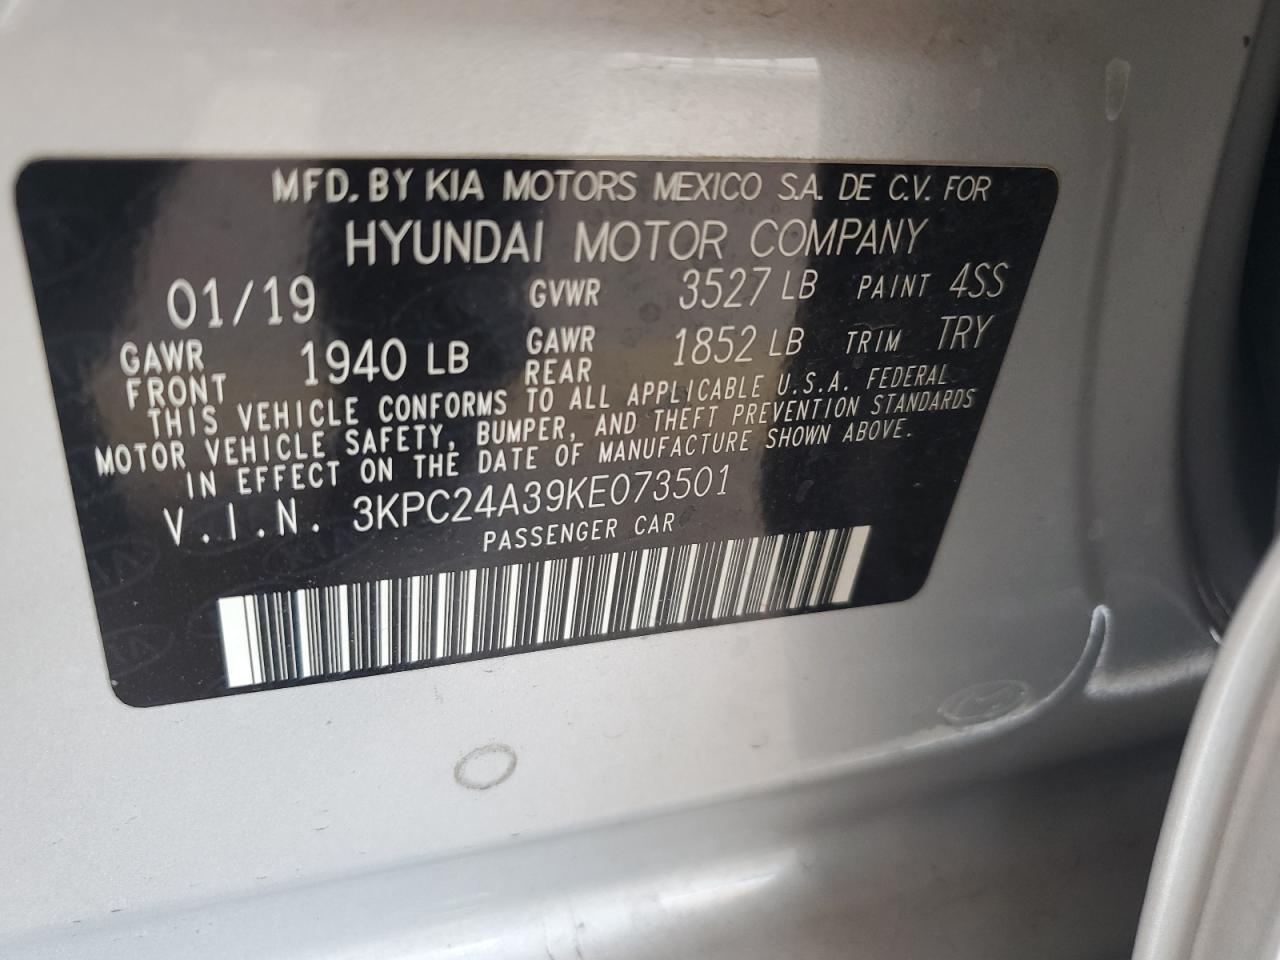 MFD. BY KIA MOTORS MEXICO S.A. DE C.V. FOR
HYUNDAI MOTOR COMPANY
01/19 GVWR 3527 LB PAINT 4SS
GAWR FRONT 1940 LB GAWR REAR 1852 LB TRIM TRY
THIS VEHICLE CONFORMS TO ALL APPLICABLE U.S.A. FEDERAL
MOTOR VEHICLE SAFETY, BUMPER, AND THEFT PREVENTION STANDARDS
IN EFFECT ON THE DATE OF MANUFACTURE SHOWN ABOVE.
V.I.N. 3KPC24A39KE073501
PASSENGER CAR